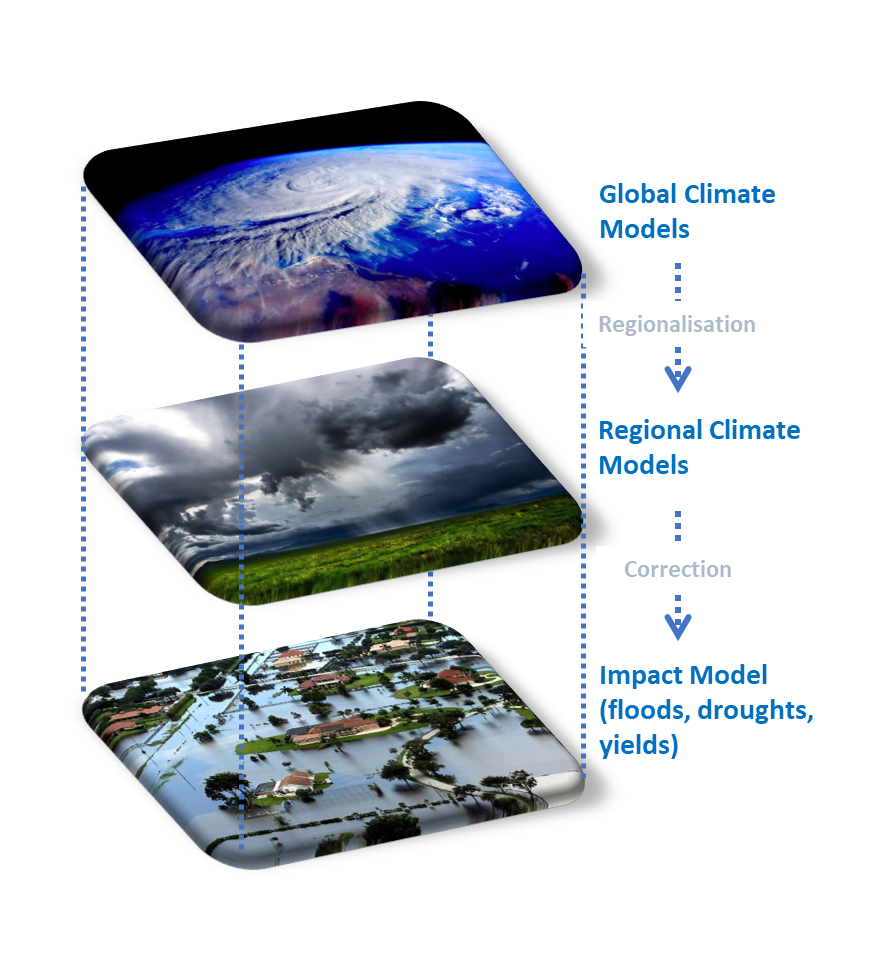 Global Climate
Models
Regionalisation
Regional Climate
Models
Correction
Impact Model
(floods, droughts,
yields)